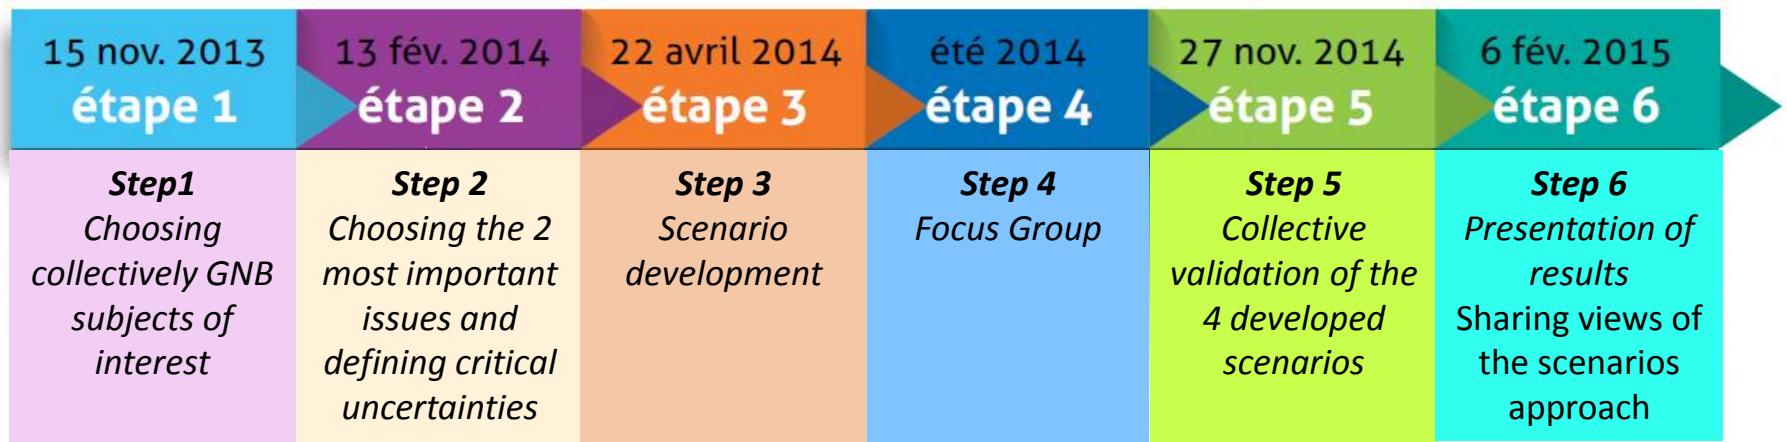 15 nov. 2013
étape 1
13 fév. 2014
étape 2
22 avril 2014
étape 3
été 2014
étape 4
27 nov. 2014
étape 5
6 fév. 2015
étape 6
Step1
Choosing
collectively GNB
subjects of
interest
Step 2
Choosing the 2
most important
issues and
defining critical
uncertainties
Step 3
Scenario
development
Step 4
Focus Group
Step 5
Collective
validation of the
4 developed
scenarios
Step 6
Presentation of
results
Sharing views of
the scenarios
approach